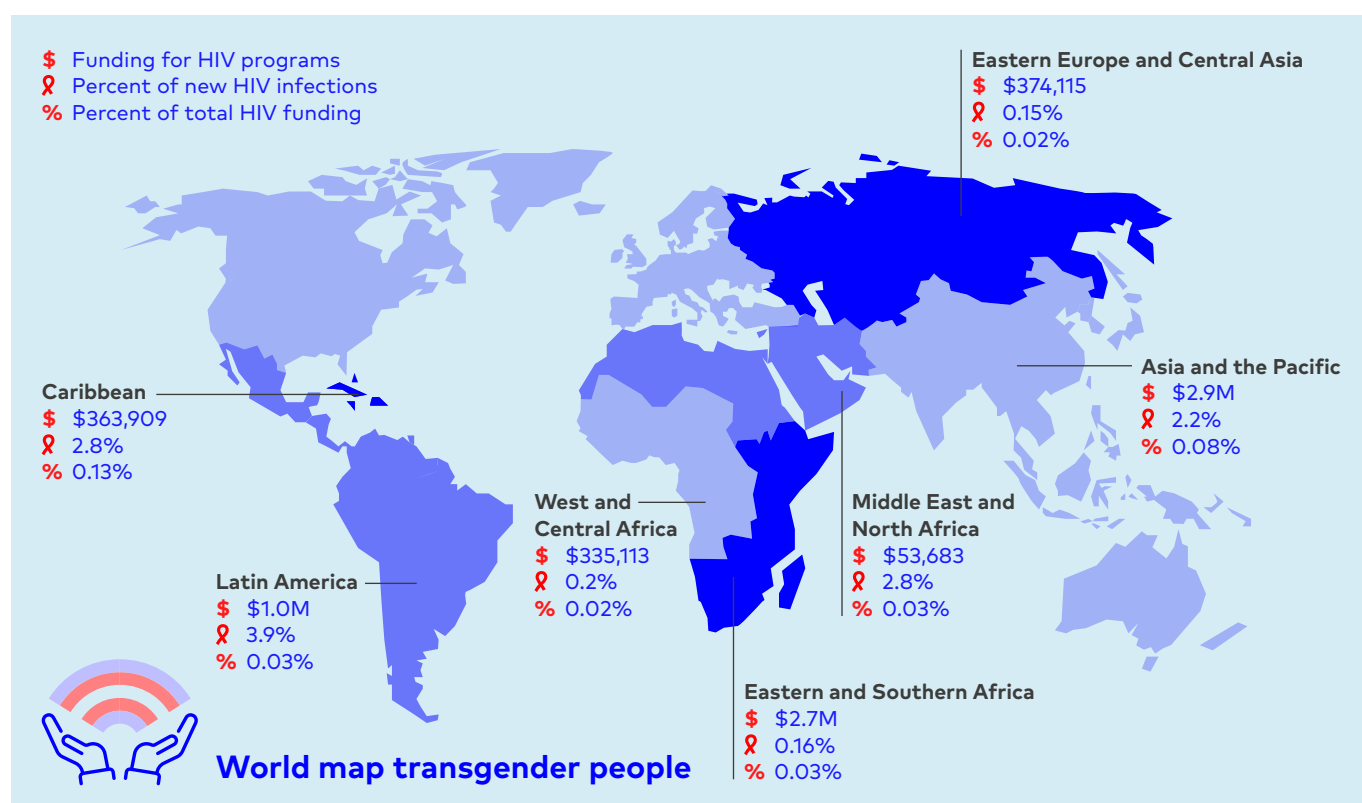 $ Funding for HIV programs
Percent of new HIV infections
% Percent of total HIV funding
Eastern Europe and Central Asia
$ $374,115
0.15%
% 0.02%
Asia and the Pacific
$ $2.9M
2.2%
% 0.08%
Caribbean
$ $363,909
2.8%
% 0.13%
West and
Central Africa
$ $335,113
0.2%
% 0.02%
Middle East and
North Africa
$ $53,683
2.8%
% 0.03%
Latin America
$ $1.0M
3.9%
% 0.03%
Eastern and Southern Africa
$ $2.7M
0.16%
% 0.03%
World map transgender people